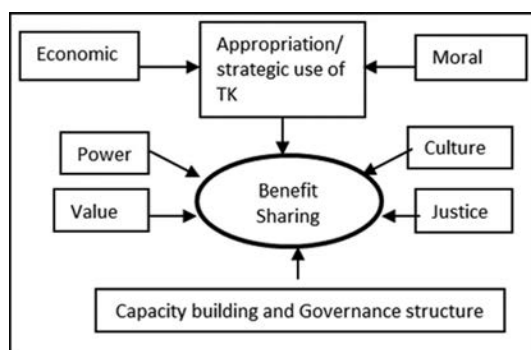 Economic
Appropriation/
strategic use of
TK
Moral
Power
Culture
Value
Benefit
Sharing
Justice
Capacity building and Governance structure